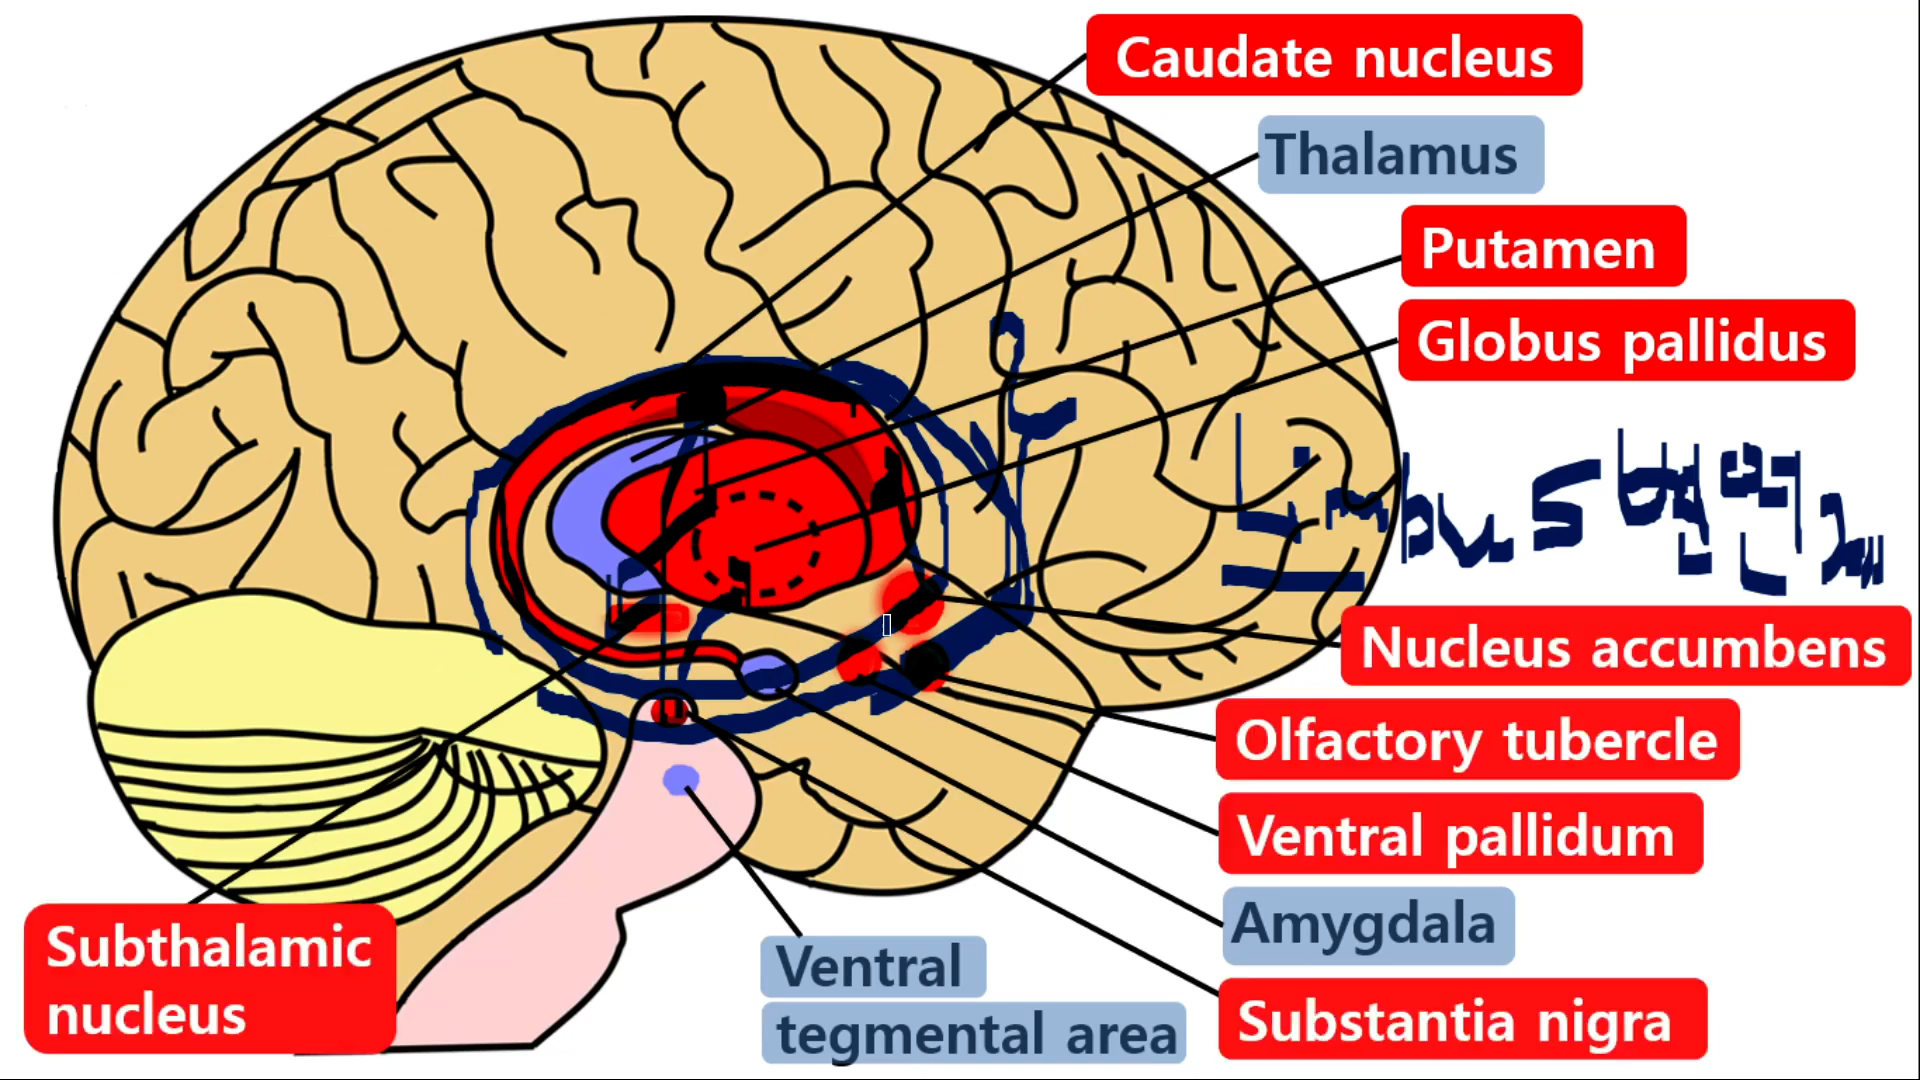 Caudate nucleus
Thalamus
Putamen
Globus pallidus
Nucleus accumbens
Olfactory tubercle
Ventral pallidum
Amygdala
Substantia nigra
Ventral
tegmental area
Subthalamic
nucleus